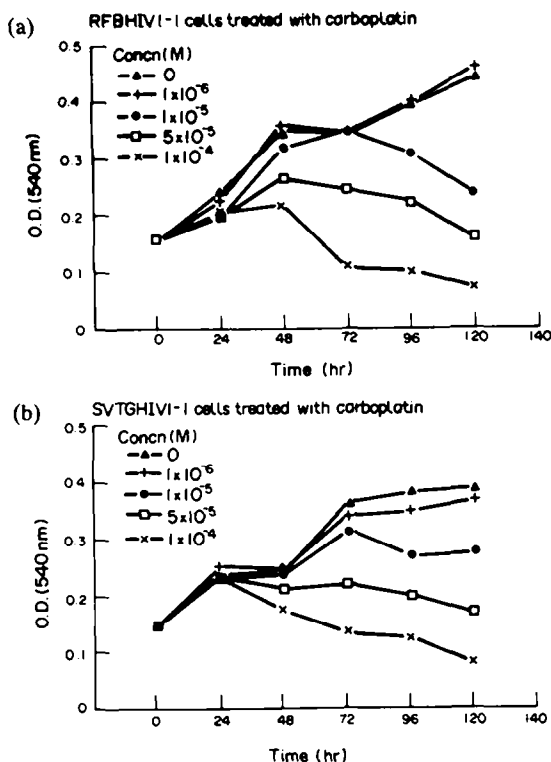 (a) RFBHIV1-1 cells treated with carboplatin
Concn (M)
0
1x10⁻⁶
1x10⁻⁵
5x10⁻⁵
1x10⁻⁴
O.D. (540nm)
0.5
0.4
0.3
0.2
0.1
0
0 24 48 72 96 120 140
Time (hr)
(b) SVTGHIV1-1 cells treated with carboplatin
Concn (M)
0
1x10⁻⁶
1x10⁻⁵
5x10⁻⁵
1x10⁻⁴
O.D. (540nm)
0.5
0.4
0.3
0.2
0.1
0
0 24 48 72 96 120 140
Time (hr)